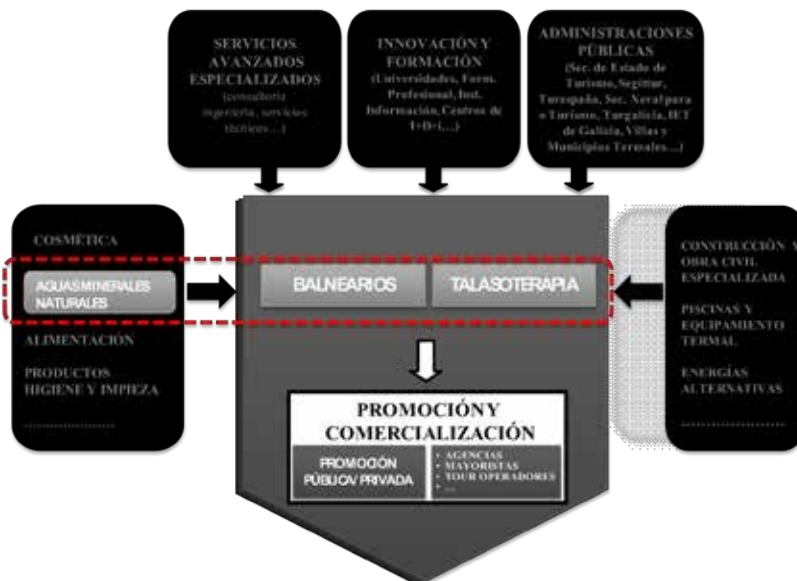 SERVICIOS
AVANZADOS
ESPECIALIZADOS
(consultoría
ingeniería, servicios
técnicos…)
INNOVACIÓN Y
FORMACIÓN
(Universidades, Form.
Profesional, Inst.
Información, Centros de
I+D+i,...)
ADMINISTRACIONES
PÚBLICAS
(Sec. de Estado de
Turismo, Segittur,
Turespaña, Sec. Xeral para
o Turismo, Turgalicia, IET
de Galicia, Villas y
Municipios Termales...)
COSMÉTICA
AGUAS MINERALES
NATURALES
ALIMENTACIÓN
PRODUCTOS
HIGIENE Y IMPIEZA
......................
BALNEARIOS
TALASOTERAPIA
CONSTRUCCIÓN Y
OBRA CIVIL
ESPECIALIZADA
PISCINAS Y
EQUIPAMIENTO
TERMAL
ENERGÍAS
ALTERNATIVAS
......................
PROMOCIÓN Y
COMERCIALIZACIÓN
PROMOCIÓN
PÚBLICA/ PRIVADA
• AGENCIAS
• MAYORISTAS
• TOUR OPERADORES
• ...